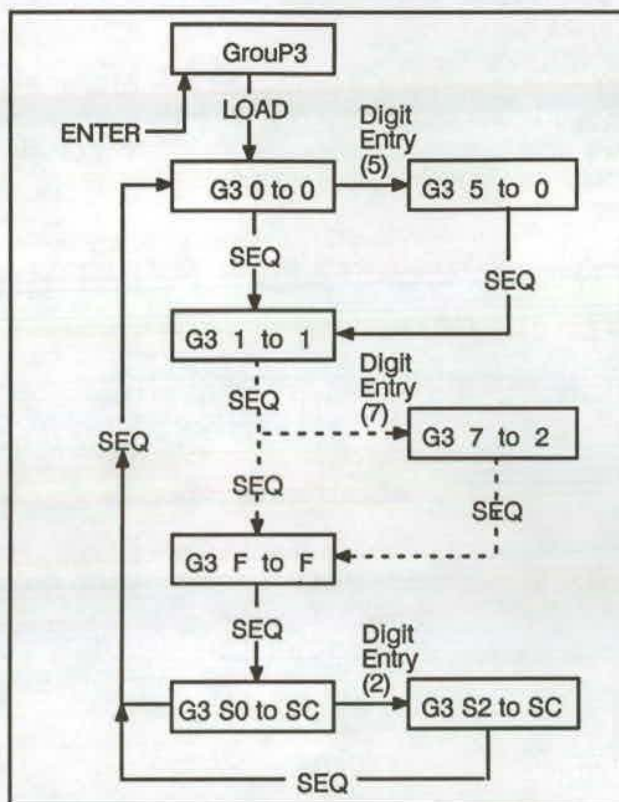 GrouP3
LOAD
ENTER
Digit
Entry
(5)
G3 0 to 0
G3 5 to 0
SEQ
SEQ
G3 1 to 1
Digit
Entry
(7)
SEQ
SEQ
G3 7 to 2
SEQ
SEQ
G3 F to F
SEQ
Digit
Entry
(2)
G3 S0 to SC
G3 S2 to SC
SEQ